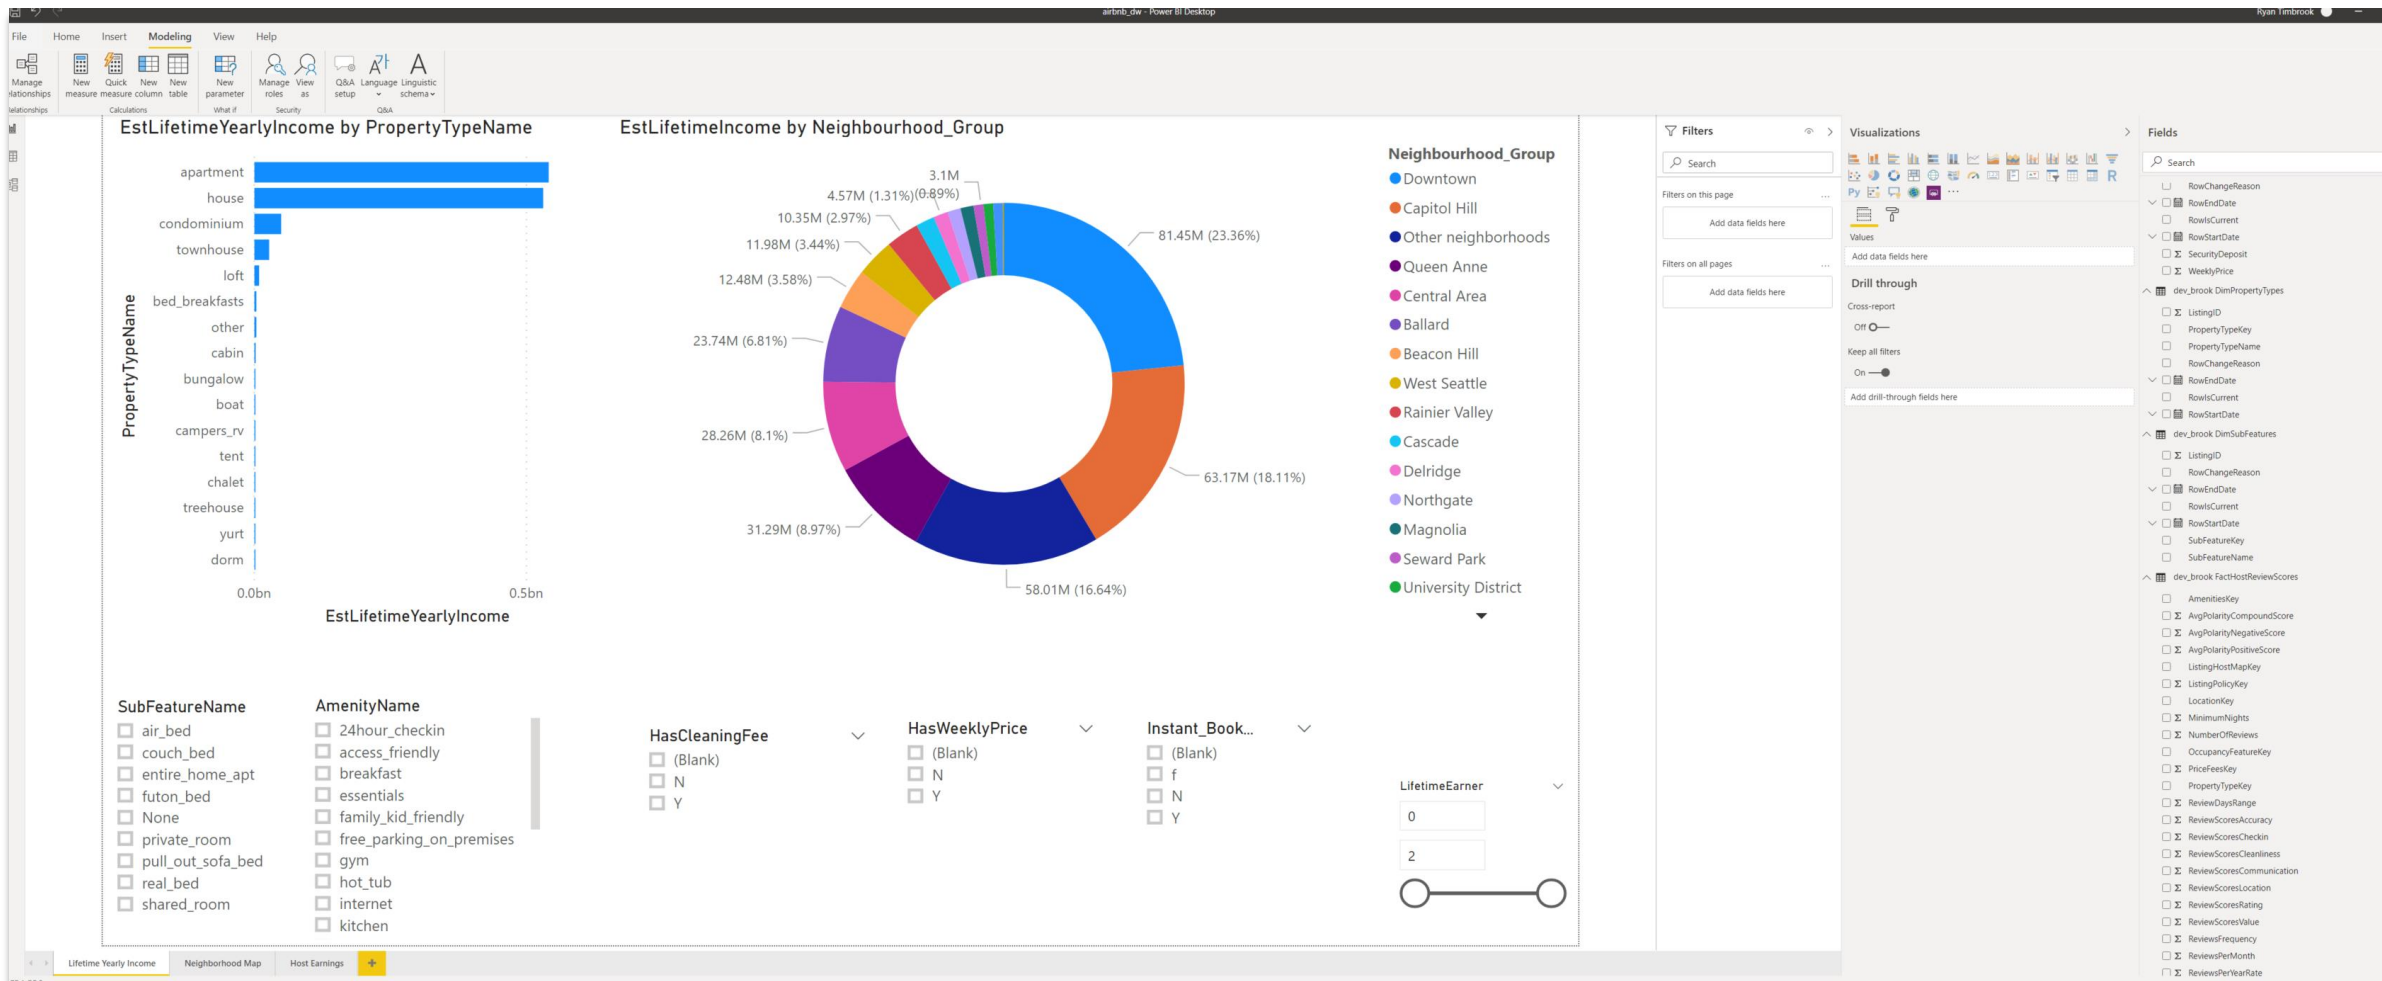 airbnb_dw - Power BI Desktop
Ryan Timbrook
File Home Insert Modeling View Help
Manage
elationships
New
measure
Quick
measure
New
column
New
table
New
parameter
Manage
roles
View
as
Q&A
setup
Language
Linguistic
schema
Relationships
Calculations
What if
Security
Q&A
EstLifetimeYearlyIncome by PropertyTypeName
PropertyTypeName
apartment
house
condominium
townhouse
loft
bed_breakfasts
other
cabin
bungalow
boat
campers_rv
tent
chalet
treehouse
yurt
dorm
0.0bn
0.5bn
EstLifetimeYearlyIncome
EstLifetimeIncome by Neighbourhood_Group
3.1M
4.57M (1.31%)
(0.89%)
10.35M (2.97%)
11.98M (3.44%)
12.48M (3.58%)
23.74M (6.81%)
28.26M (8.1%)
31.29M (8.97%)
58.01M (16.64%)
63.17M (18.11%)
81.45M (23.36%)
Neighbourhood_Group
Downtown
Capitol Hill
Other neighborhoods
Queen Anne
Central Area
Ballard
Beacon Hill
West Seattle
Rainier Valley
Cascade
Delridge
Northgate
Magnolia
Seward Park
University District
SubFeatureName
air_bed
couch_bed
entire_home_apt
futon_bed
None
private_room
pull_out_sofa_bed
real_bed
shared_room
AmenityName
24hour_checkin
access_friendly
breakfast
essentials
family_kid_friendly
free_parking_on_premises
gym
hot_tub
internet
kitchen
HasCleaningFee
(Blank)
N
Y
HasWeeklyPrice
(Blank)
N
Y
Instant_Book...
(Blank)
f
N
Y
LifetimeEarner
0
2
Lifetime Yearly Income
Neighborhood Map
Host Earnings
+
Filters
Search
Filters on this page ...
Add data fields here
Filters on all pages ...
Add data fields here
Visualizations
Py
R
...
Values
Add data fields here
Drill through
Cross-report
Off
Keep all filters
On
Add drill-through fields here
Fields
Search
RowChangeReason
RowEndDate
RowIsCurrent
RowStartDate
Σ SecurityDeposit
Σ WeeklyPrice
dev_brook DimPropertyTypes
Σ ListingID
PropertyTypeKey
PropertyTypeName
RowChangeReason
RowEndDate
RowIsCurrent
RowStartDate
dev_brook DimSubFeatures
Σ ListingID
RowChangeReason
RowEndDate
RowIsCurrent
RowStartDate
SubFeatureKey
SubFeatureName
dev_brook FactHostReviewScores
AmenitiesKey
Σ AvgPolarityCompoundScore
Σ AvgPolarityNegativeScore
Σ AvgPolarityPositiveScore
ListingHostMapKey
Σ ListingPolicyKey
LocationKey
Σ MinimumNights
Σ NumberOfReviews
OccupancyFeatureKey
Σ PriceFeesKey
PropertyTypeKey
Σ ReviewDaysRange
Σ ReviewScoresAccuracy
Σ ReviewScoresCheckin
Σ ReviewScoresCleanliness
Σ ReviewScoresCommunication
Σ ReviewScoresLocation
Σ ReviewScoresRating
Σ ReviewScoresValue
Σ ReviewsFrequency
Σ ReviewsPerMonth
Σ ReviewsPerYearRate